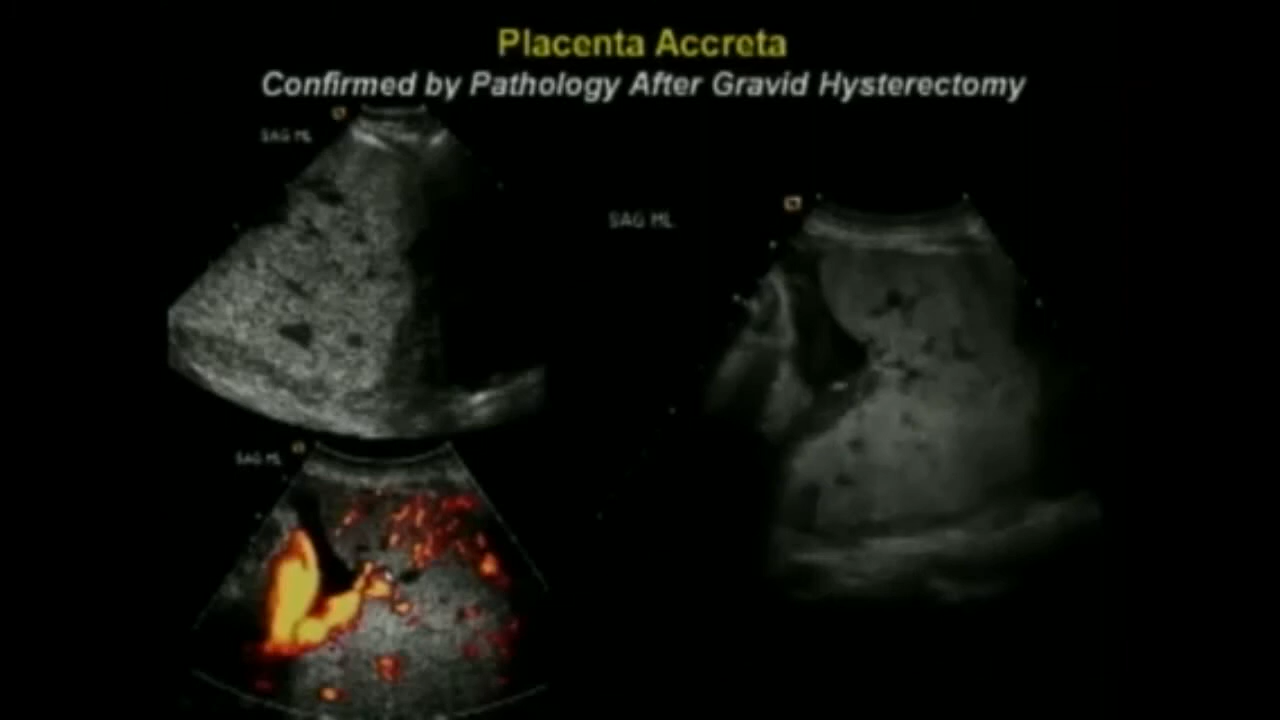 Placenta Accreta
Confirmed by Pathology After Gravid Hysterectomy
SAG ML
SAG ML
SAG ML